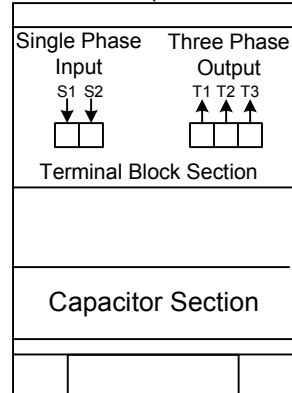 Single Phase Three Phase
Input Output
S1 S2 T1 T2 T3
Terminal Block Section
Capacitor Section